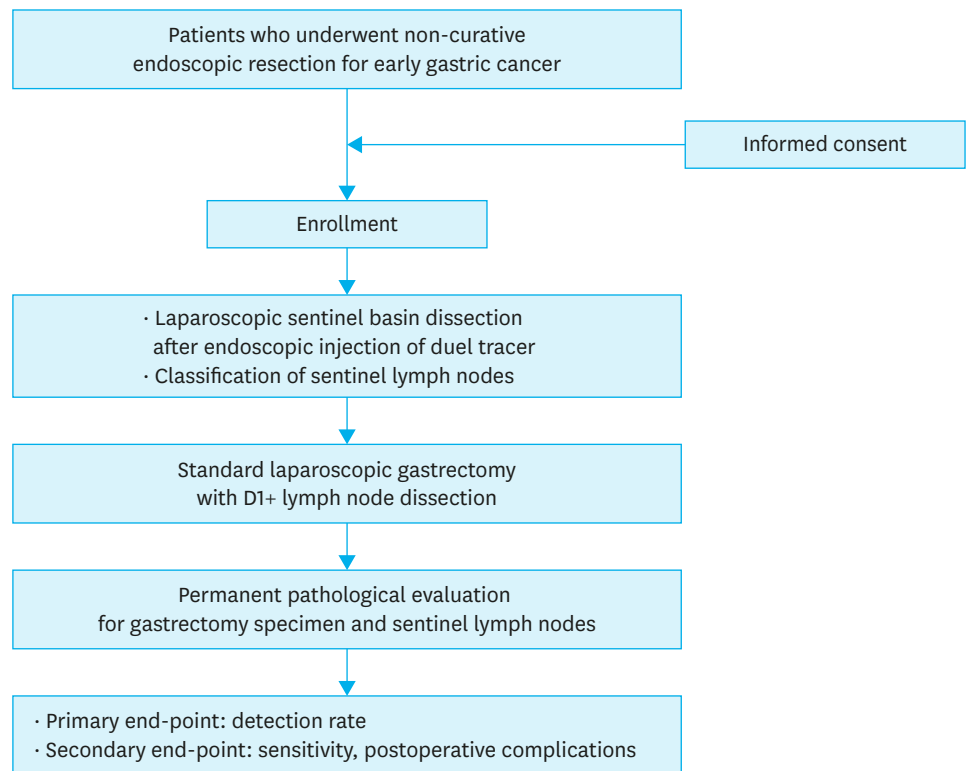 Patients who underwent non-curative
endoscopic resection for early gastric cancer
Informed consent
Enrollment
· Laparoscopic sentinel basin dissection
after endoscopic injection of duel tracer
· Classification of sentinel lymph nodes
Standard laparoscopic gastrectomy
with D1+ lymph node dissection
Permanent pathological evaluation
for gastrectomy specimen and sentinel lymph nodes
· Primary end-point: detection rate
· Secondary end-point: sensitivity, postoperative complications